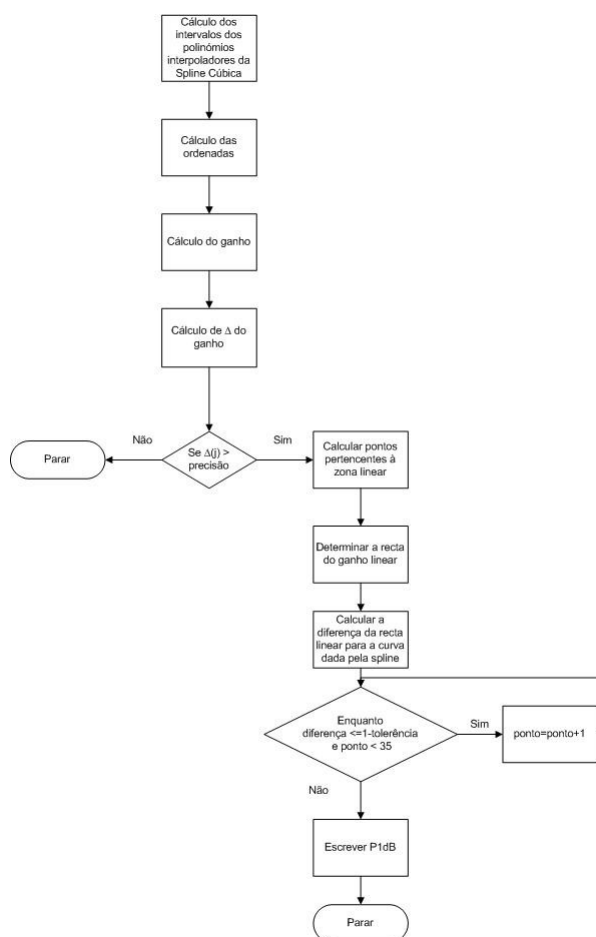 Cálculo dos
intervalos dos
polinómios
interpoladores da
Spline Cúbica
Cálculo das
ordenadas
Cálculo do ganho
Cálculo de Δ do
ganho
Não
Sim
Parar
Se Δ(j) >
precisão
Calcular pontos
pertencentes à
zona linear
Determinar a recta
do ganho linear
Calcular a
diferença da recta
linear para a curva
dada pela spline
Enquanto
diferença <=1-tolerência
e ponto < 35
Sim
ponto=ponto+1
Não
Escrever P1dB
Parar